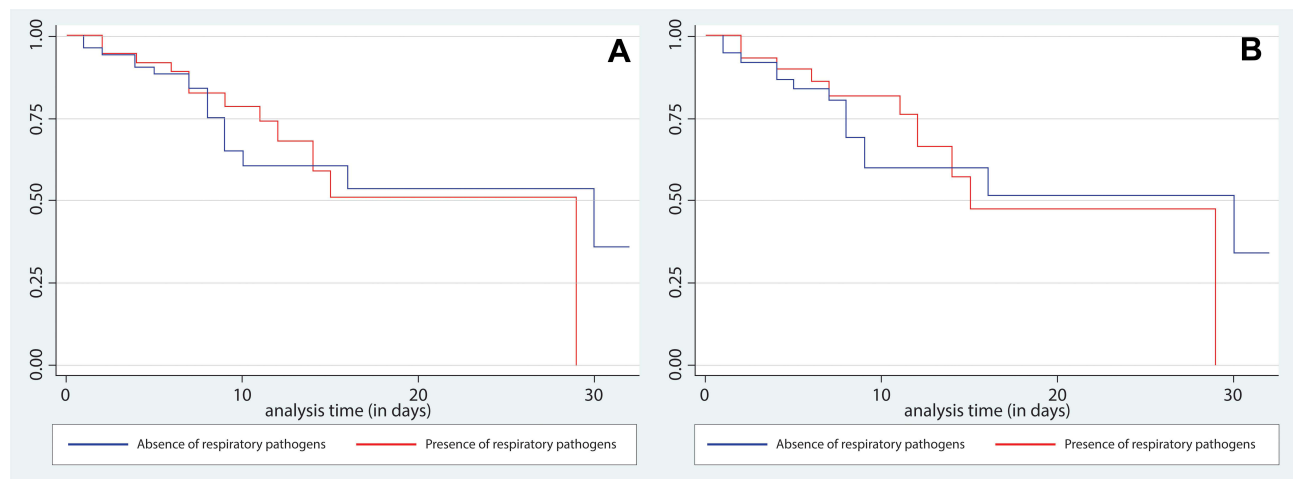 A
1.00
0.75
0.50
0.25
0.00
0 10 20 30
analysis time (in days)
Absence of respiratory pathogens Presence of respiratory pathogens
B
1.00
0.75
0.50
0.25
0.00
0 10 20 30
analysis time (in days)
Absence of respiratory pathogens Presence of respiratory pathogens